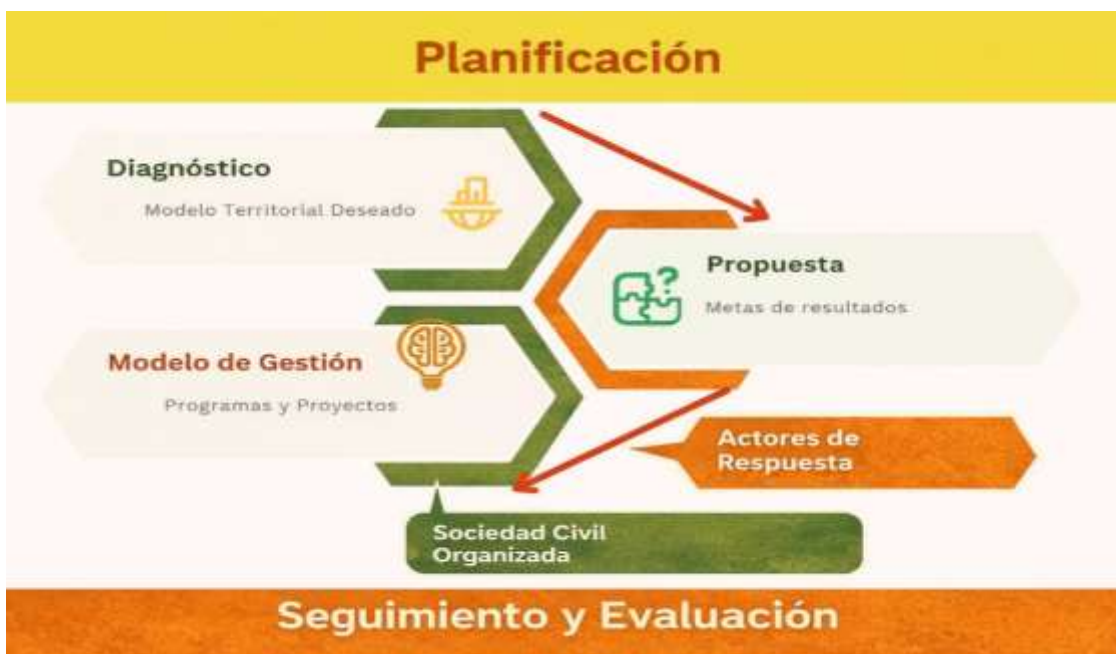 Planificación
Diagnóstico
Modelo Territorial Deseado
Propuesta
Metas de resultados
Modelo de Gestión
Programas y Proyectos
Actores de
Respuesta
Sociedad Civil
Organizada
Seguimiento y Evaluación